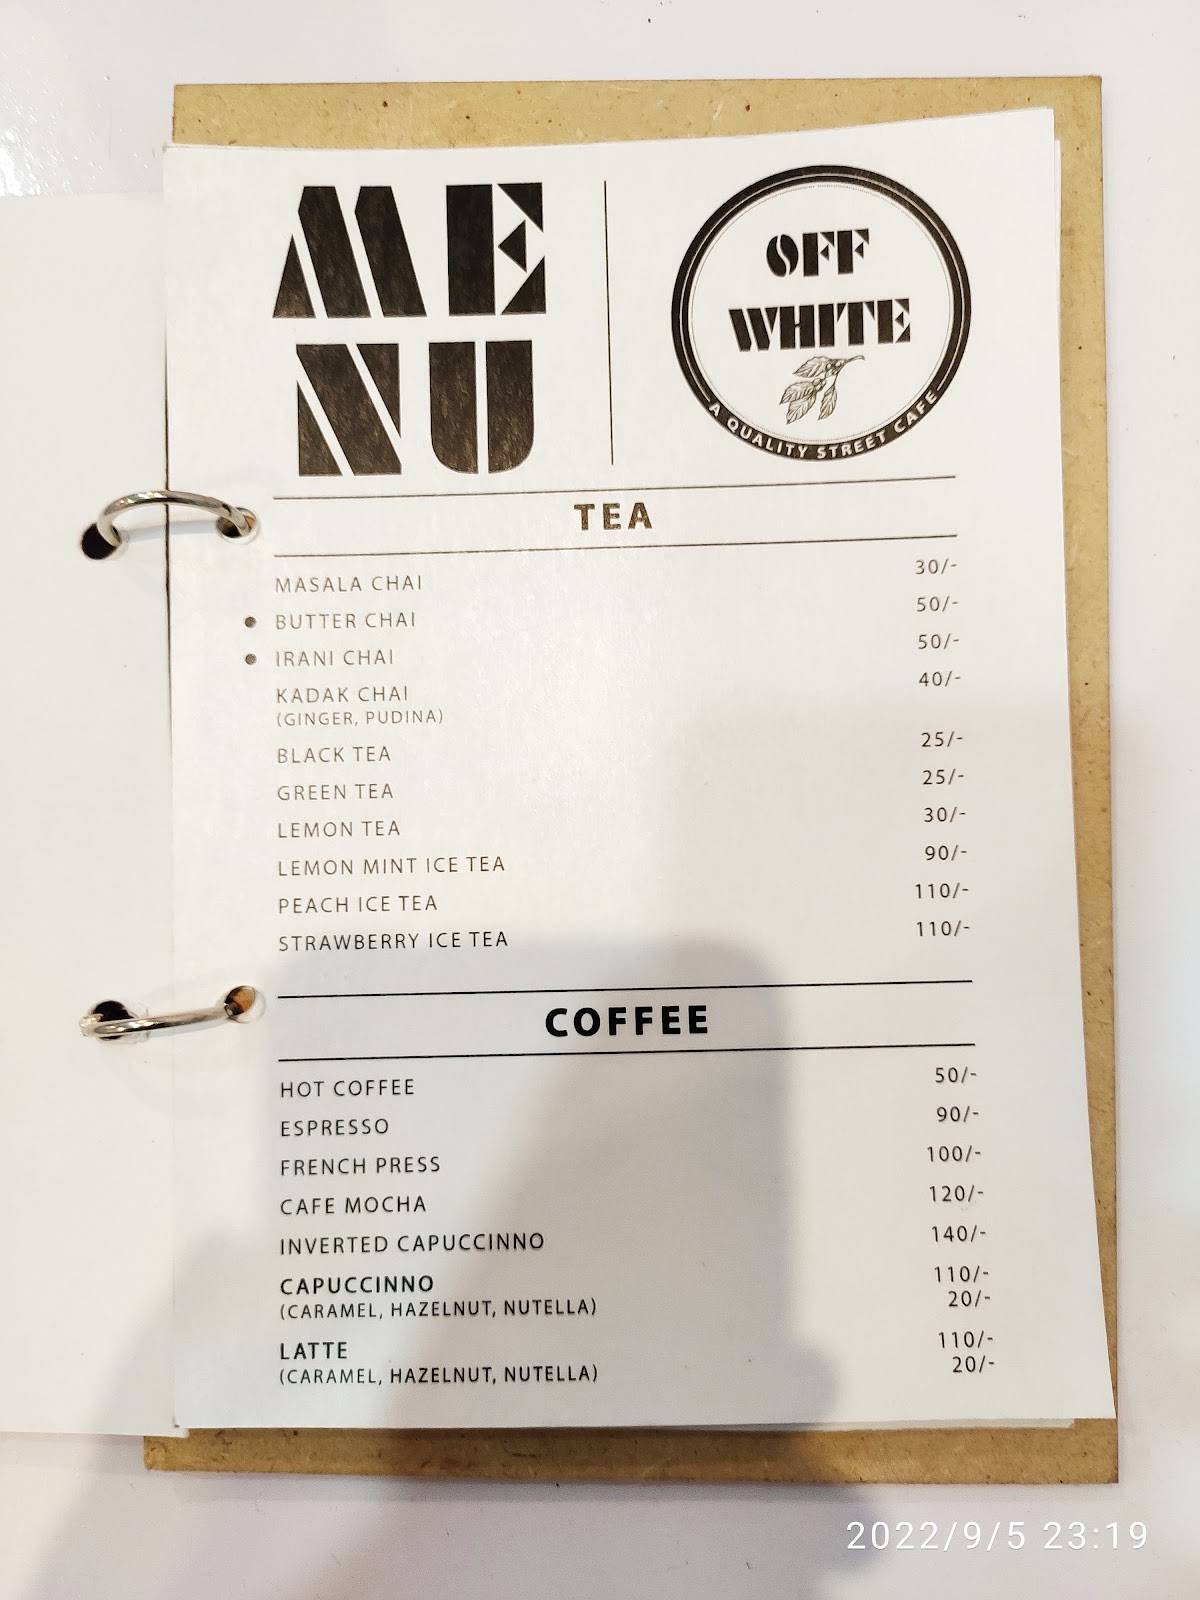 ME
NU
OFF
WHITE
A QUALITY STREET CAFE
TEA
MASALA CHAI 30/-
• BUTTER CHAI 50/-
• IRANI CHAI 50/-
KADAK CHAI 40/-
(GINGER, PUDINA)
BLACK TEA 25/-
GREEN TEA 25/-
LEMON TEA 30/-
LEMON MINT ICE TEA 90/-
PEACH ICE TEA 110/-
STRAWBERRY ICE TEA 110/-
COFFEE
HOT COFFEE 50/-
ESPRESSO 90/-
FRENCH PRESS 100/-
CAFE MOCHA 120/-
INVERTED CAPUCCINNO 140/-
CAPUCCINNO 110/-
(CARAMEL, HAZELNUT, NUTELLA) 20/-
LATTE 110/-
(CARAMEL, HAZELNUT, NUTELLA) 20/-
2022/9/5 23:19